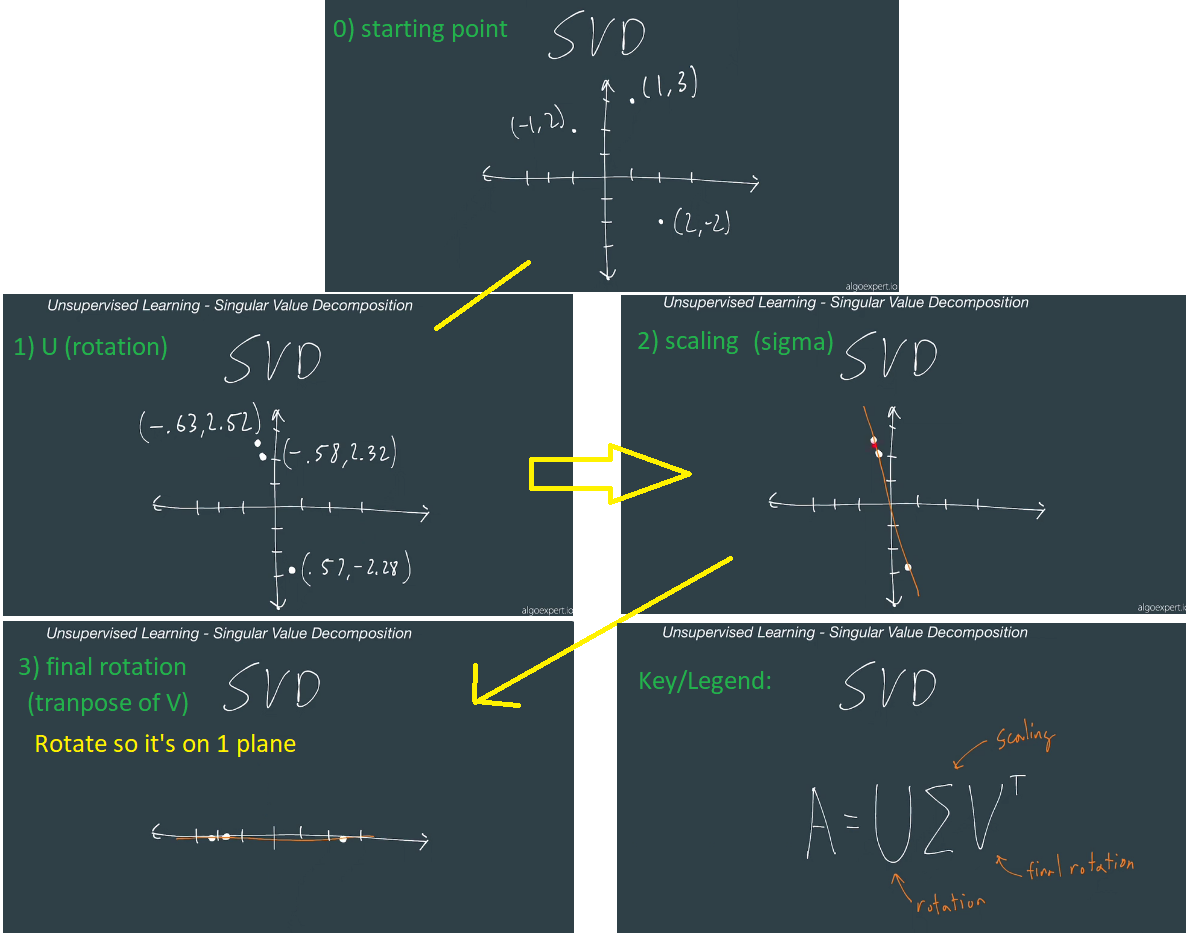 0) starting point
SVD
(1,3)
(-1,2)
(2,-2)
algoexpert.io
Unsupervised Learning - Singular Value Decomposition
1) U (rotation)
SVD
(-.63,2.52)
(-.58,2.32)
(.57,-2.28)
algoexpert.io
Unsupervised Learning - Singular Value Decomposition
2) scaling (sigma)
SVD
algoexpert.io
Unsupervised Learning - Singular Value Decomposition
3) final rotation
(tranpose of V)
SVD
Rotate so it's on 1 plane
Unsupervised Learning - Singular Value Decomposition
Key/Legend:
SVD
scaling
A=UΣVᵀ
final rotation
rotation